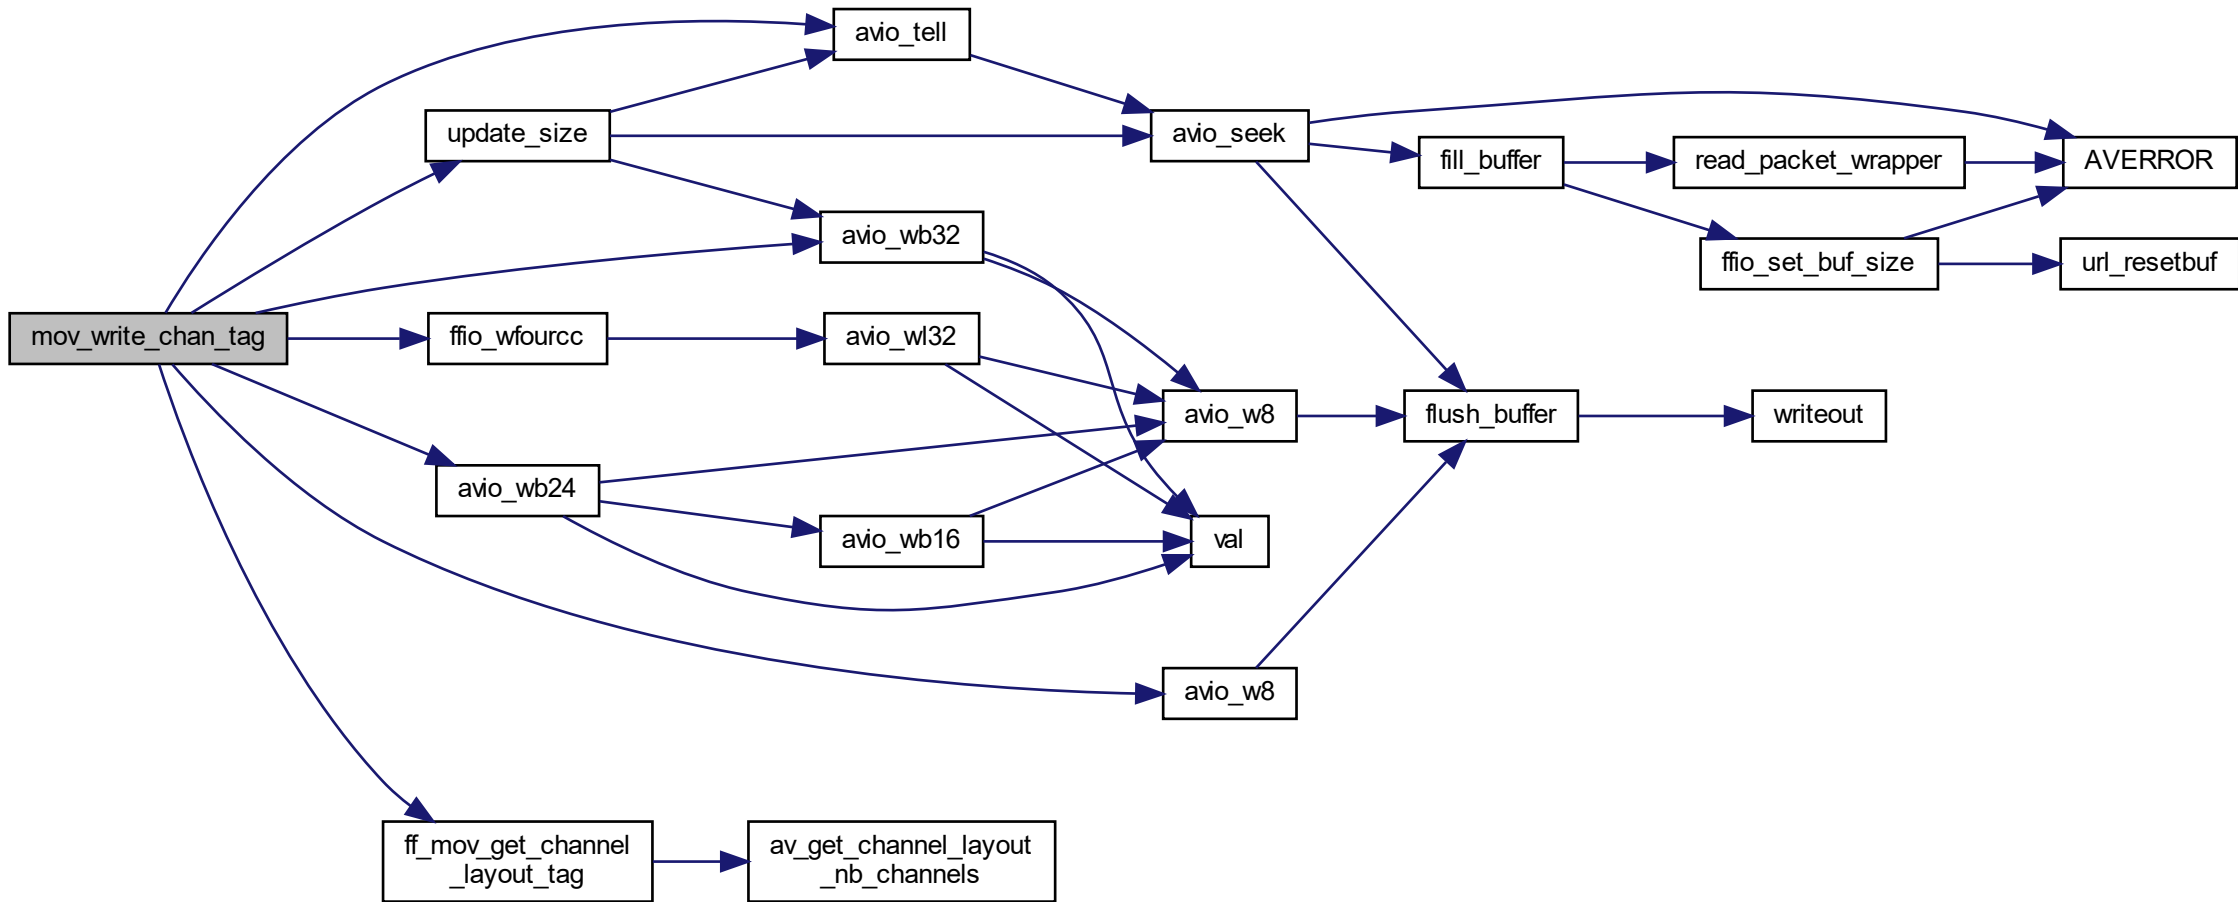 avio_tell
update_size
avio_seek
fill_buffer
read_packet_wrapper
AVERROR
avio_wb32
ffio_set_buf_size
url_resetbuf
mov_write_chan_tag
ffio_wfourcc
avio_wl32
avio_w8
flush_buffer
writeout
avio_wb24
avio_wb16
val
avio_w8
ff_mov_get_channel
_layout_tag
av_get_channel_layout
_nb_channels